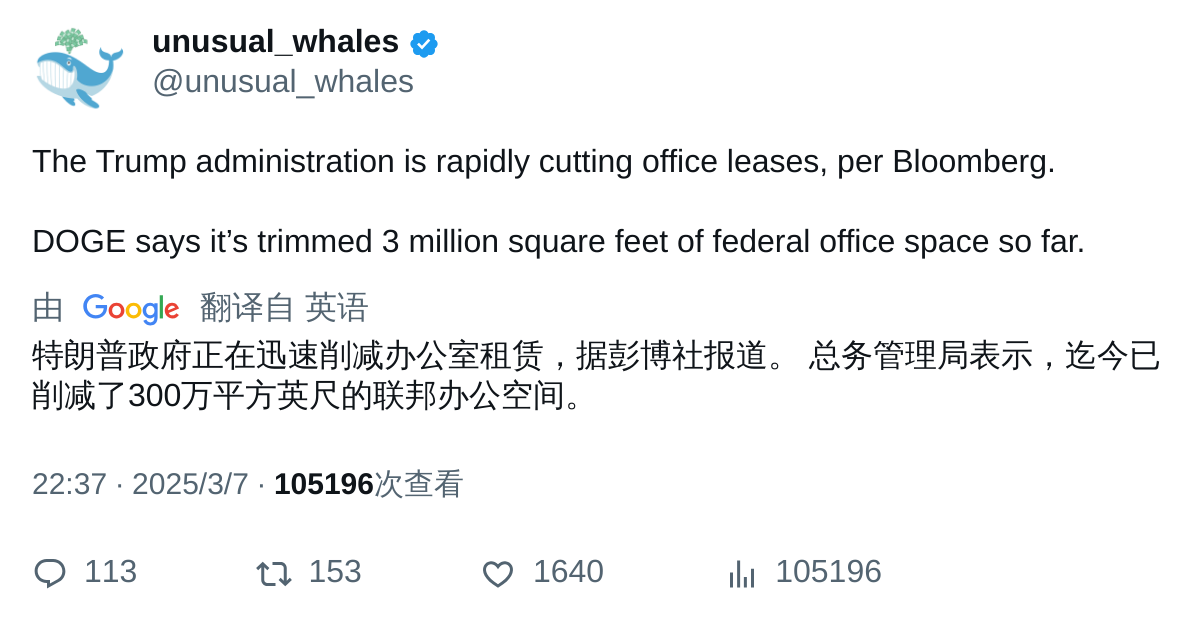 unusual_whales
@unusual_whales
The Trump administration is rapidly cutting office leases, per Bloomberg.
DOGE says it’s trimmed 3 million square feet of federal office space so far.
由 Google 翻译自 英语
特朗普政府正在迅速削减办公室租赁，据彭博社报道。 总务管理局表示，迄今已
削减了300万平方英尺的联邦办公空间。
22:37 · 2025/3/7 · 105196次查看
113 153 1640 105196